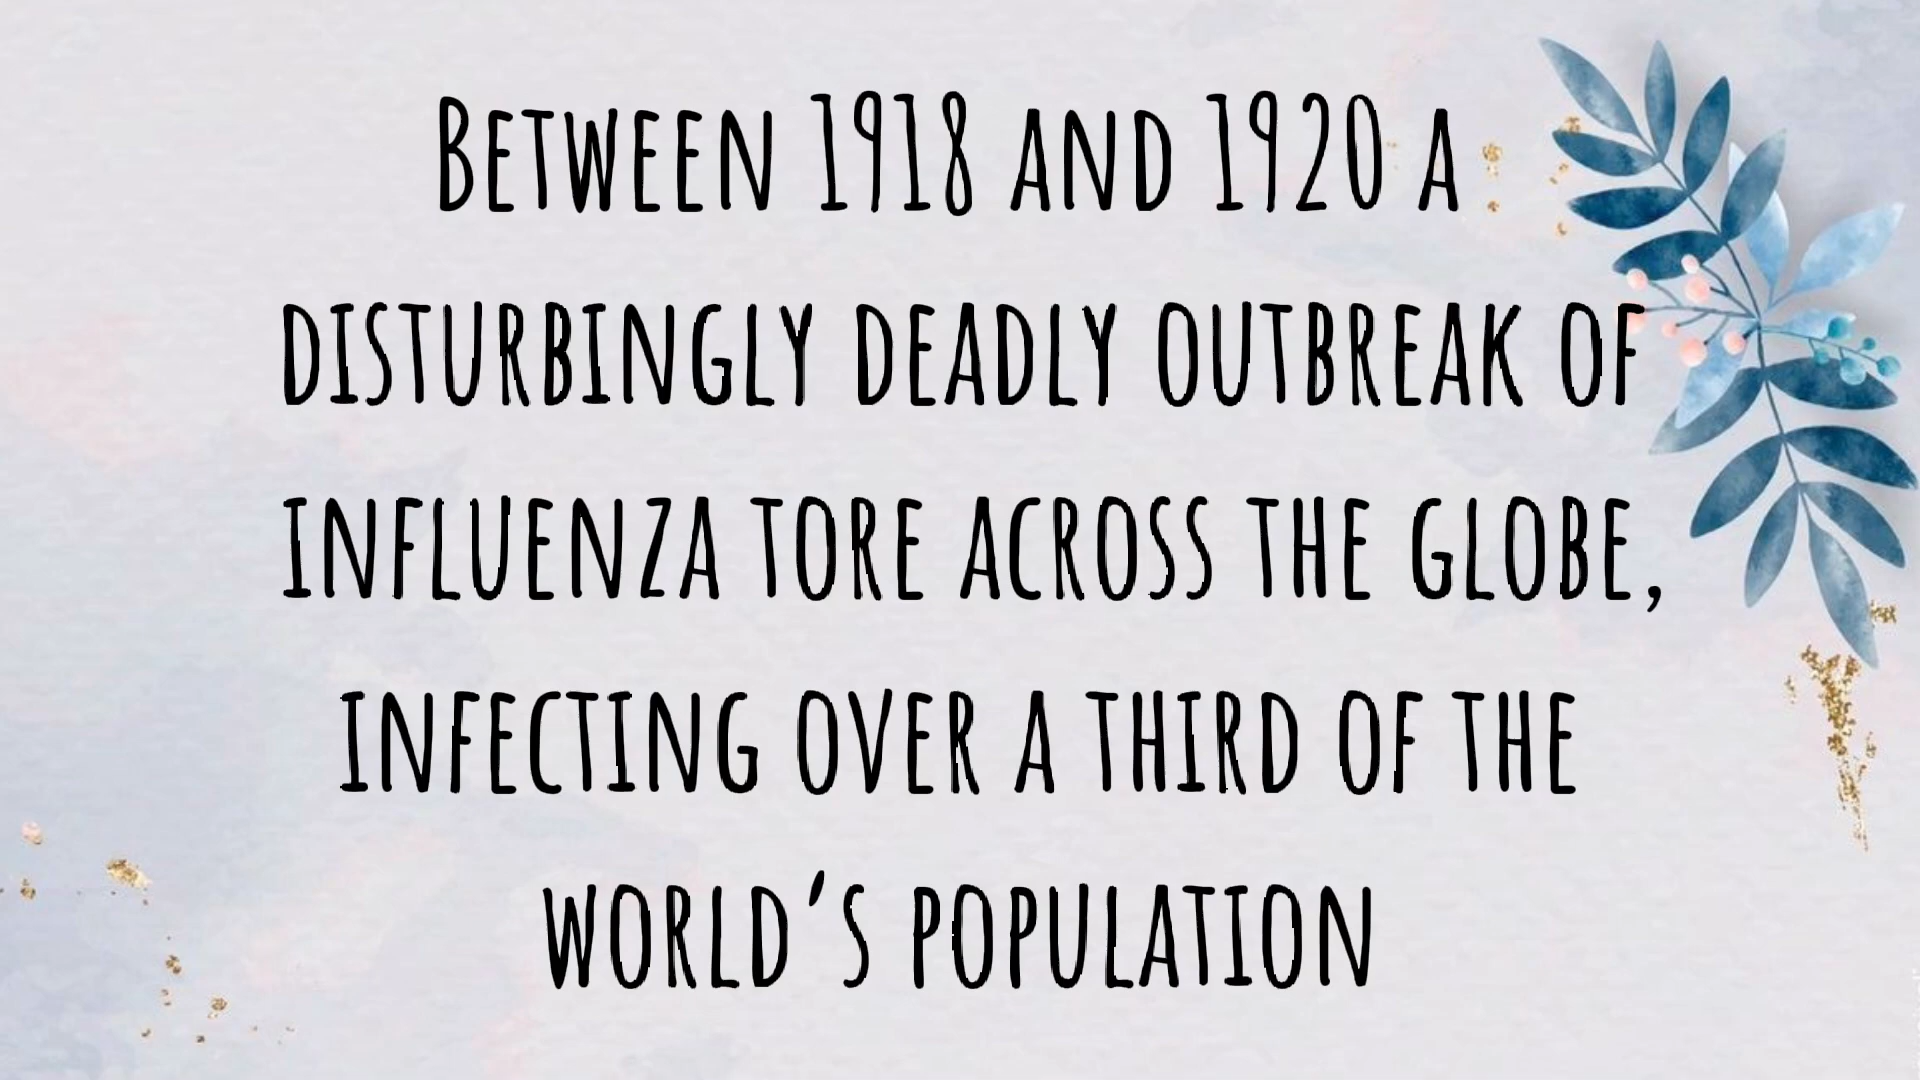 Between 1918 and 1920 a
disturbingly deadly outbreak of
influenza tore across the globe,
infecting over a third of the
world's population